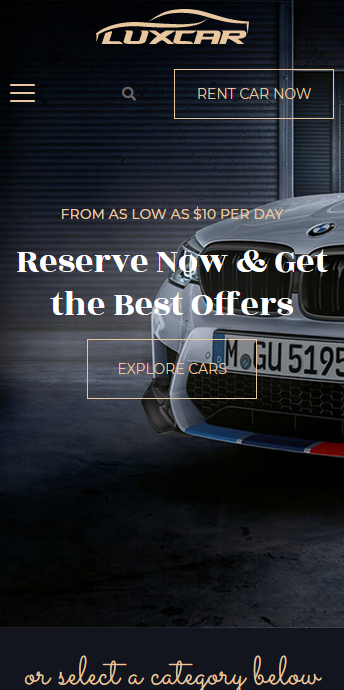 LUXCAR
RENT CAR NOW
FROM AS LOW AS $10 PER DAY
Reserve Now & Get
the Best Offers
M GU 5195
EXPLORE CARS
or select a category below